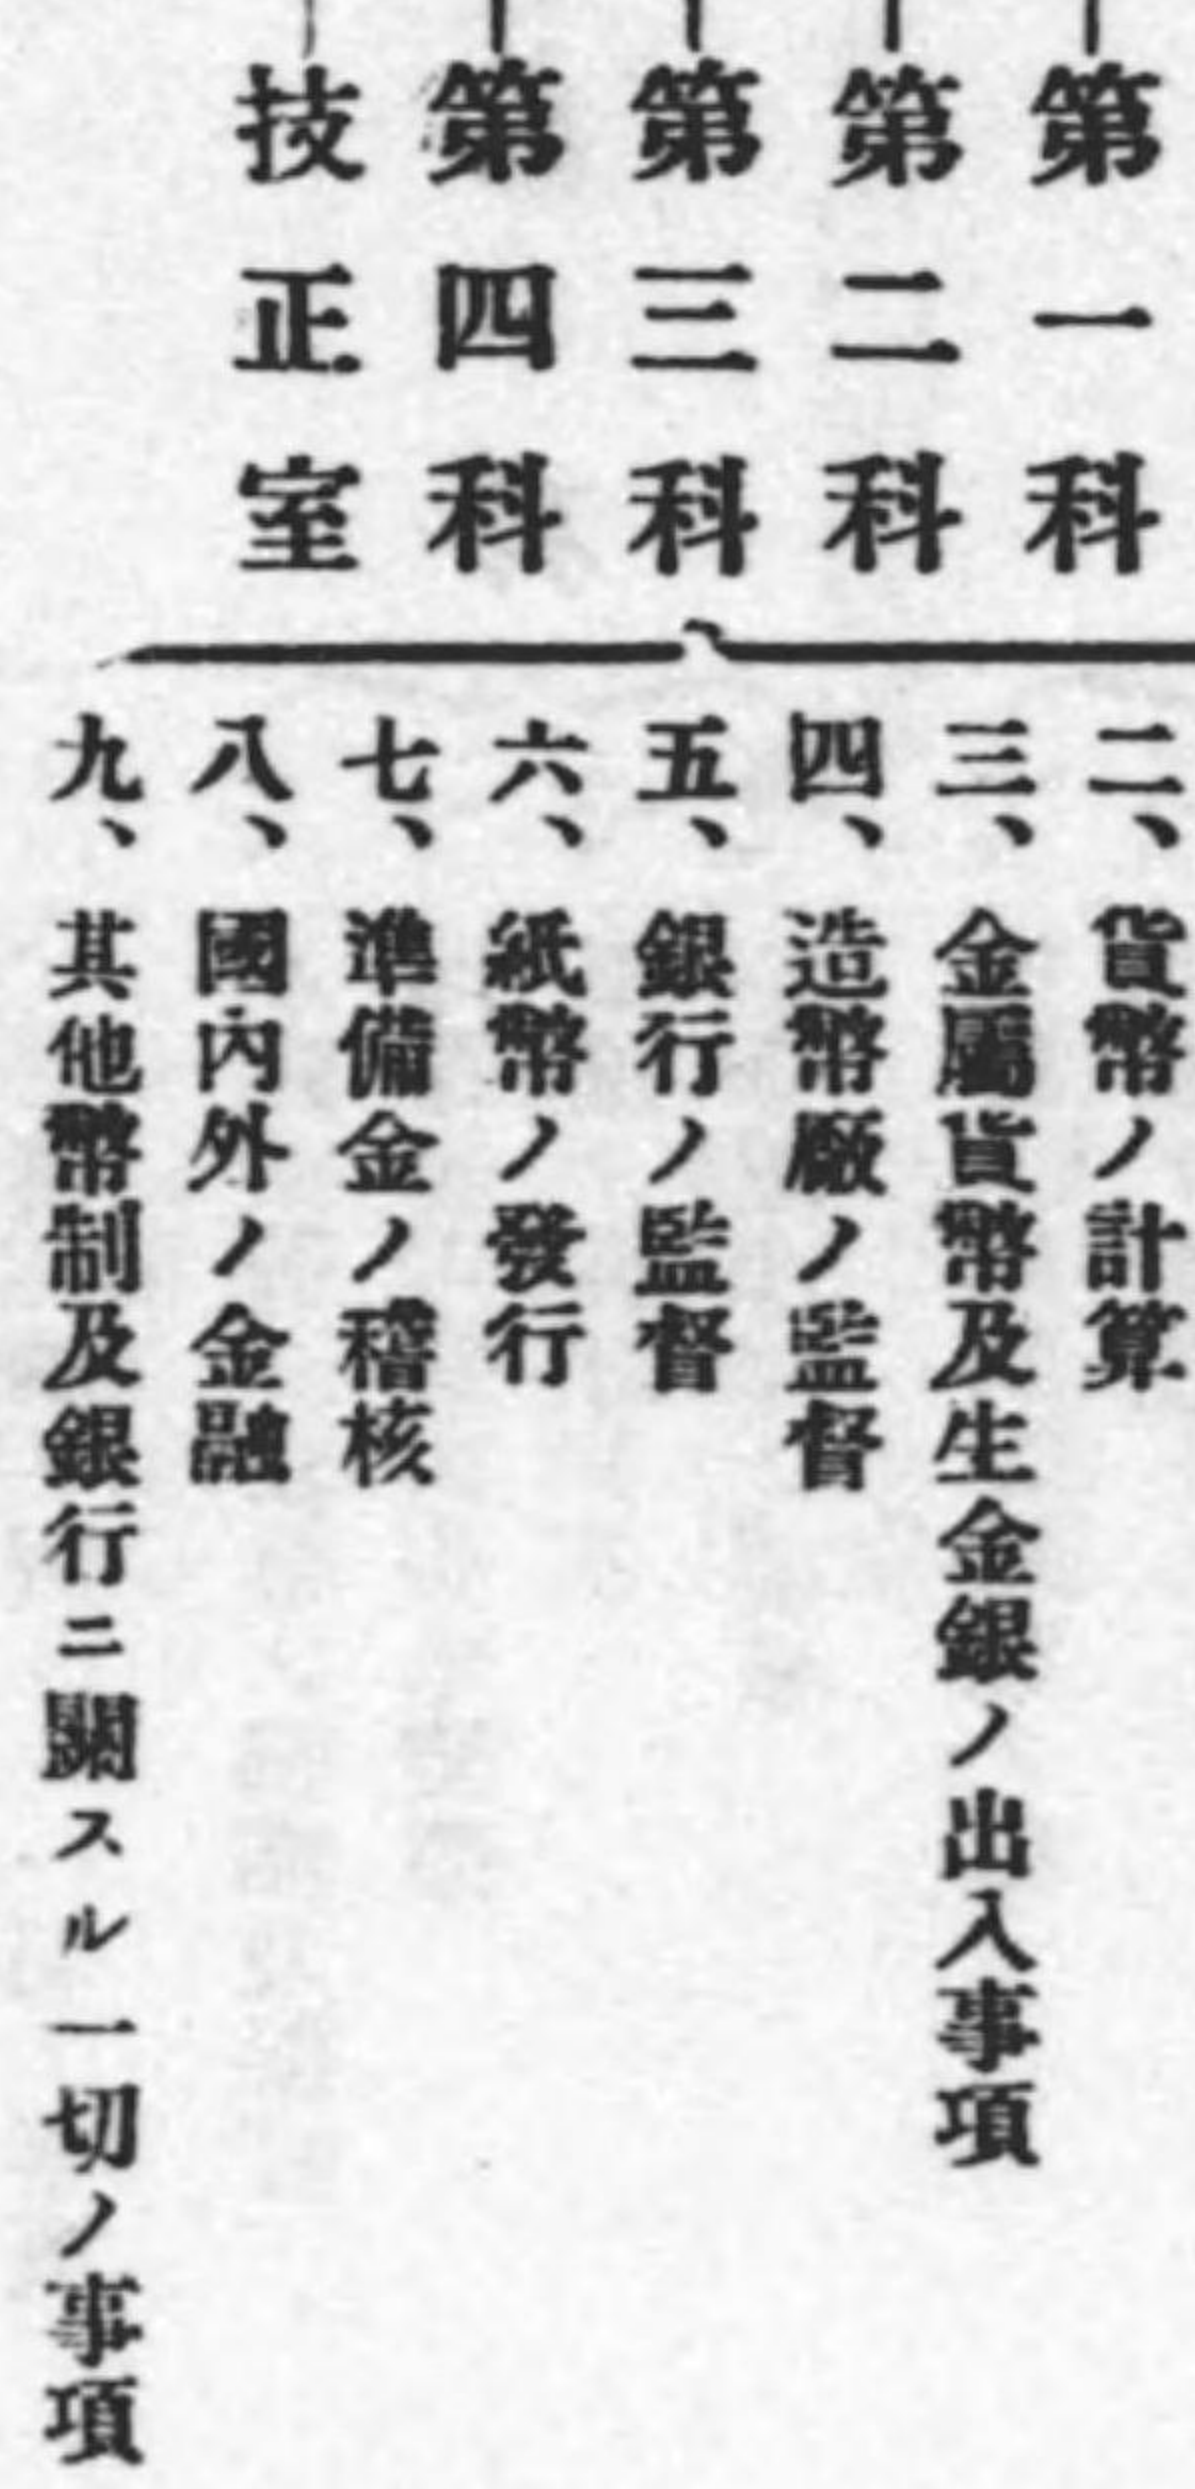 第一科
第二科
第三科
第四科
技正室
二、貨幣ノ計算
三、金屬貨幣及生金銀ノ出入事項
四、造幣廠ノ監督
五、銀行ノ監督
六、紙幣ノ發行
七、準備金ノ稽核
八、國內外ノ金融
九、其他幣制及銀行ニ關スル一切ノ事項